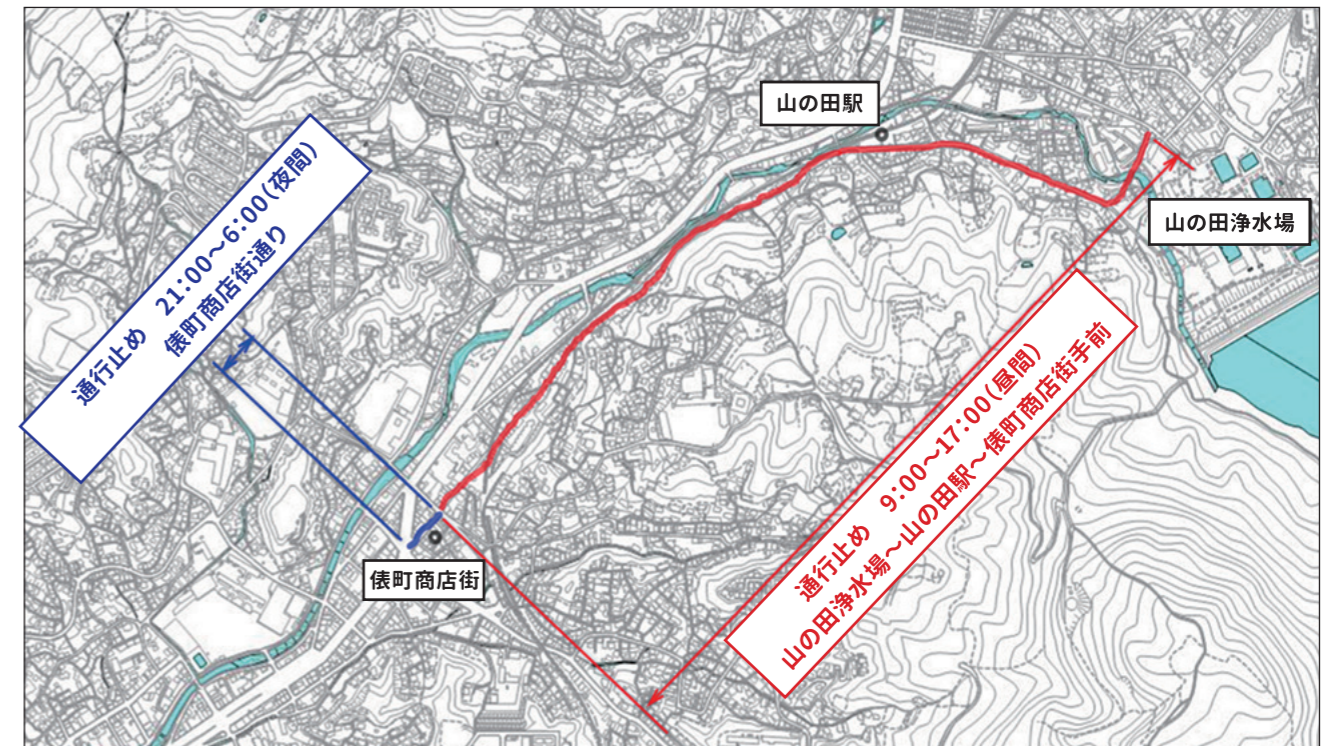 山の田駅
山の田浄水場
通行止め 21:00～6:00(夜間)
俵町商店街通り
通行止め 9:00～17:00(昼間)
山の田浄水場～山の田駅～俵町商店街手前
俵町商店街